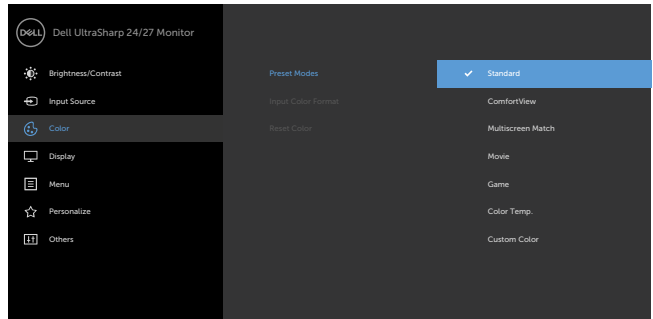 DELL Dell UltraSharp 24/27 Monitor
Brightness/Contrast
Input Source
Color
Display
Menu
Personalize
Others
Preset Modes
Input Color Format
Reset Color
Standard
ComfortView
Multiscreen Match
Movie
Game
Color Temp.
Custom Color